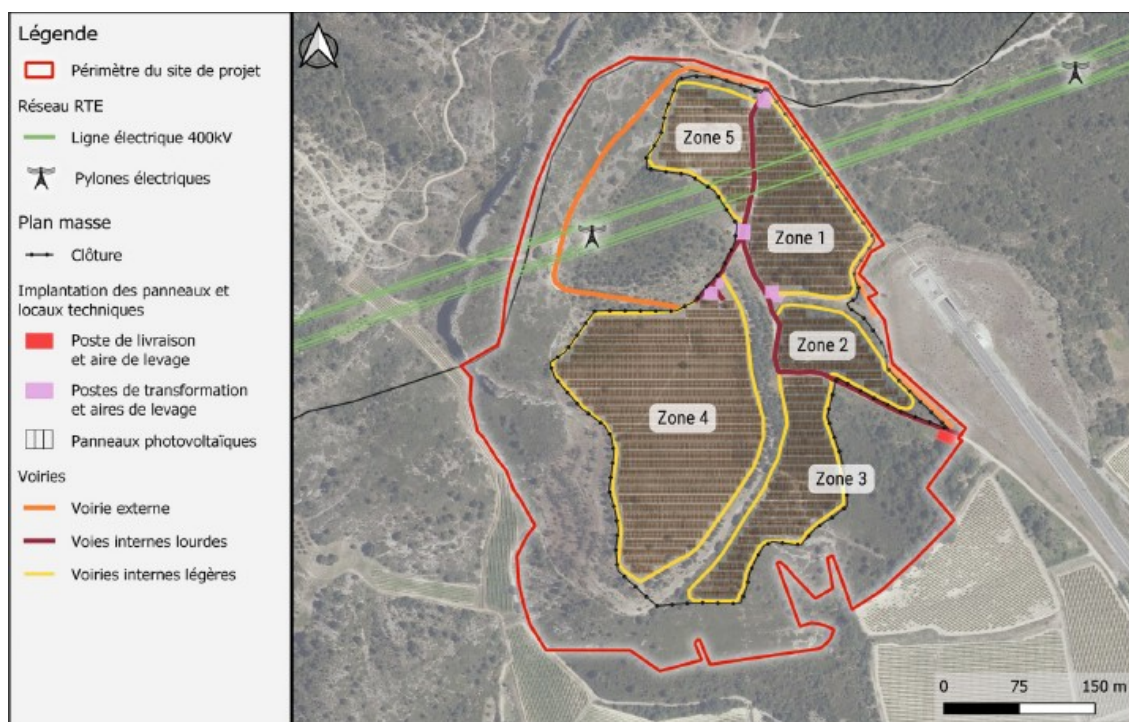 Légende
Périmètre du site de projet
Réseau RTE
Ligne électrique 400kV
Pylones électriques
Plan masse
Clôture
Implantation des panneaux et
locaux techniques
Poste de livraison
et aire de levage
Postes de transformation
et aires de levage
Panneaux photovoltaïques
Voiries
Voirie externe
Voies internes lourdes
Voiries internes légères
Zone 5
Zone 1
Zone 2
Zone 4
Zone 3
0 75 150 m